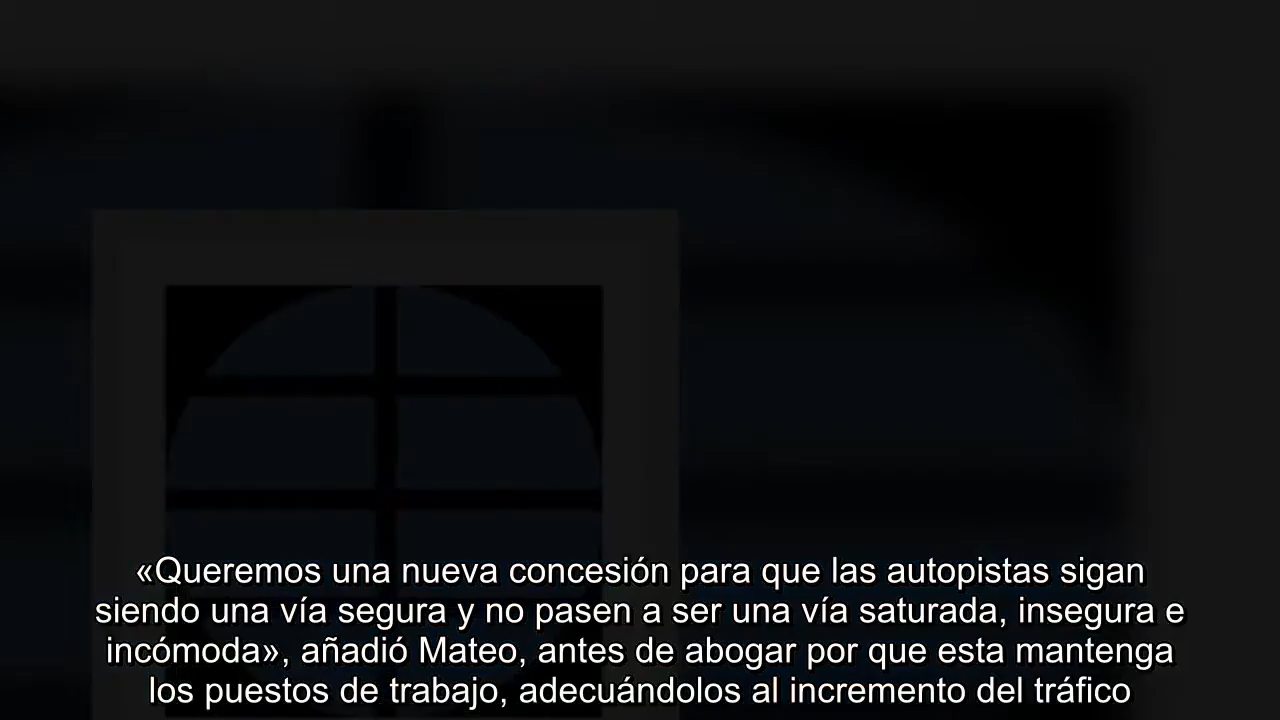 «Queremos una nueva concesión para que las autopistas sigan
siendo una vía segura y no pasen a ser una vía saturada, insegura e
incómoda», añadió Mateo, antes de abogar por que esta mantenga
los puestos de trabajo, adecuándolos al incremento del tráfico